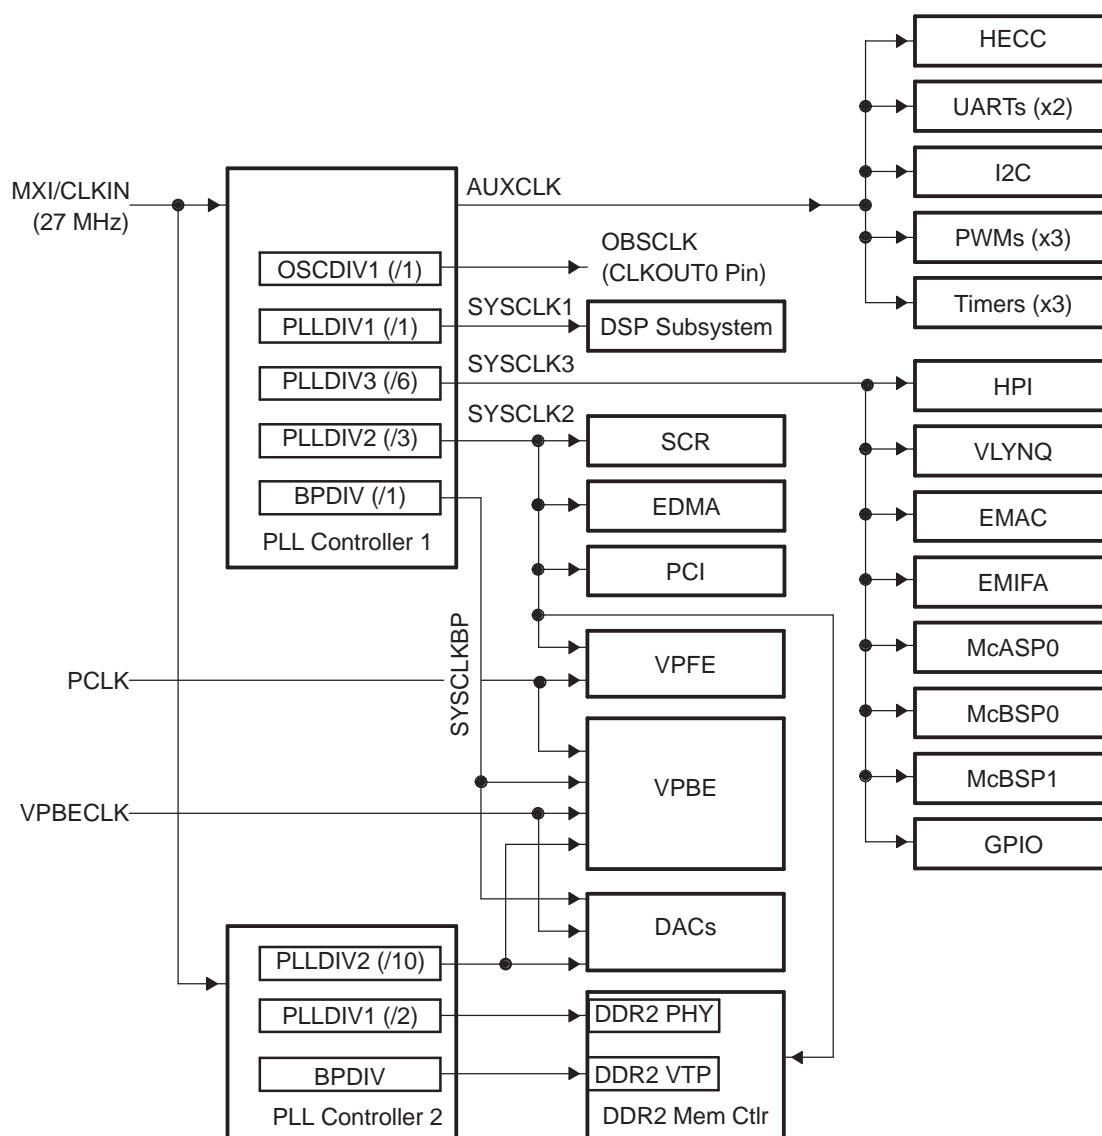 HECC
UARTs (x2)
I2C
PWMs (x3)
Timers (x3)
MXI/CLKIN
(27 MHz)
AUXCLK
OBSCLK
(CLKOUT0 Pin)
OSCDIV1 (/1)
SYSCLK1
PLLDIV1 (/1)
DSP Subsystem
SYSCLK3
PLLDIV3 (/6)
HPI
SYSCLK2
PLLDIV2 (/3)
SCR
VLYNQ
BPDIV (/1)
EDMA
EMAC
PLL Controller 1
PCI
EMIFA
SYSCLKBP
VPFE
McASP0
PCLK
McBSP0
VPBE
McBSP1
VPBECLK
GPIO
DACs
PLLDIV2 (/10)
PLLDIV1 (/2)
DDR2 PHY
BPDIV
DDR2 VTP
PLL Controller 2
DDR2 Mem Ctlr